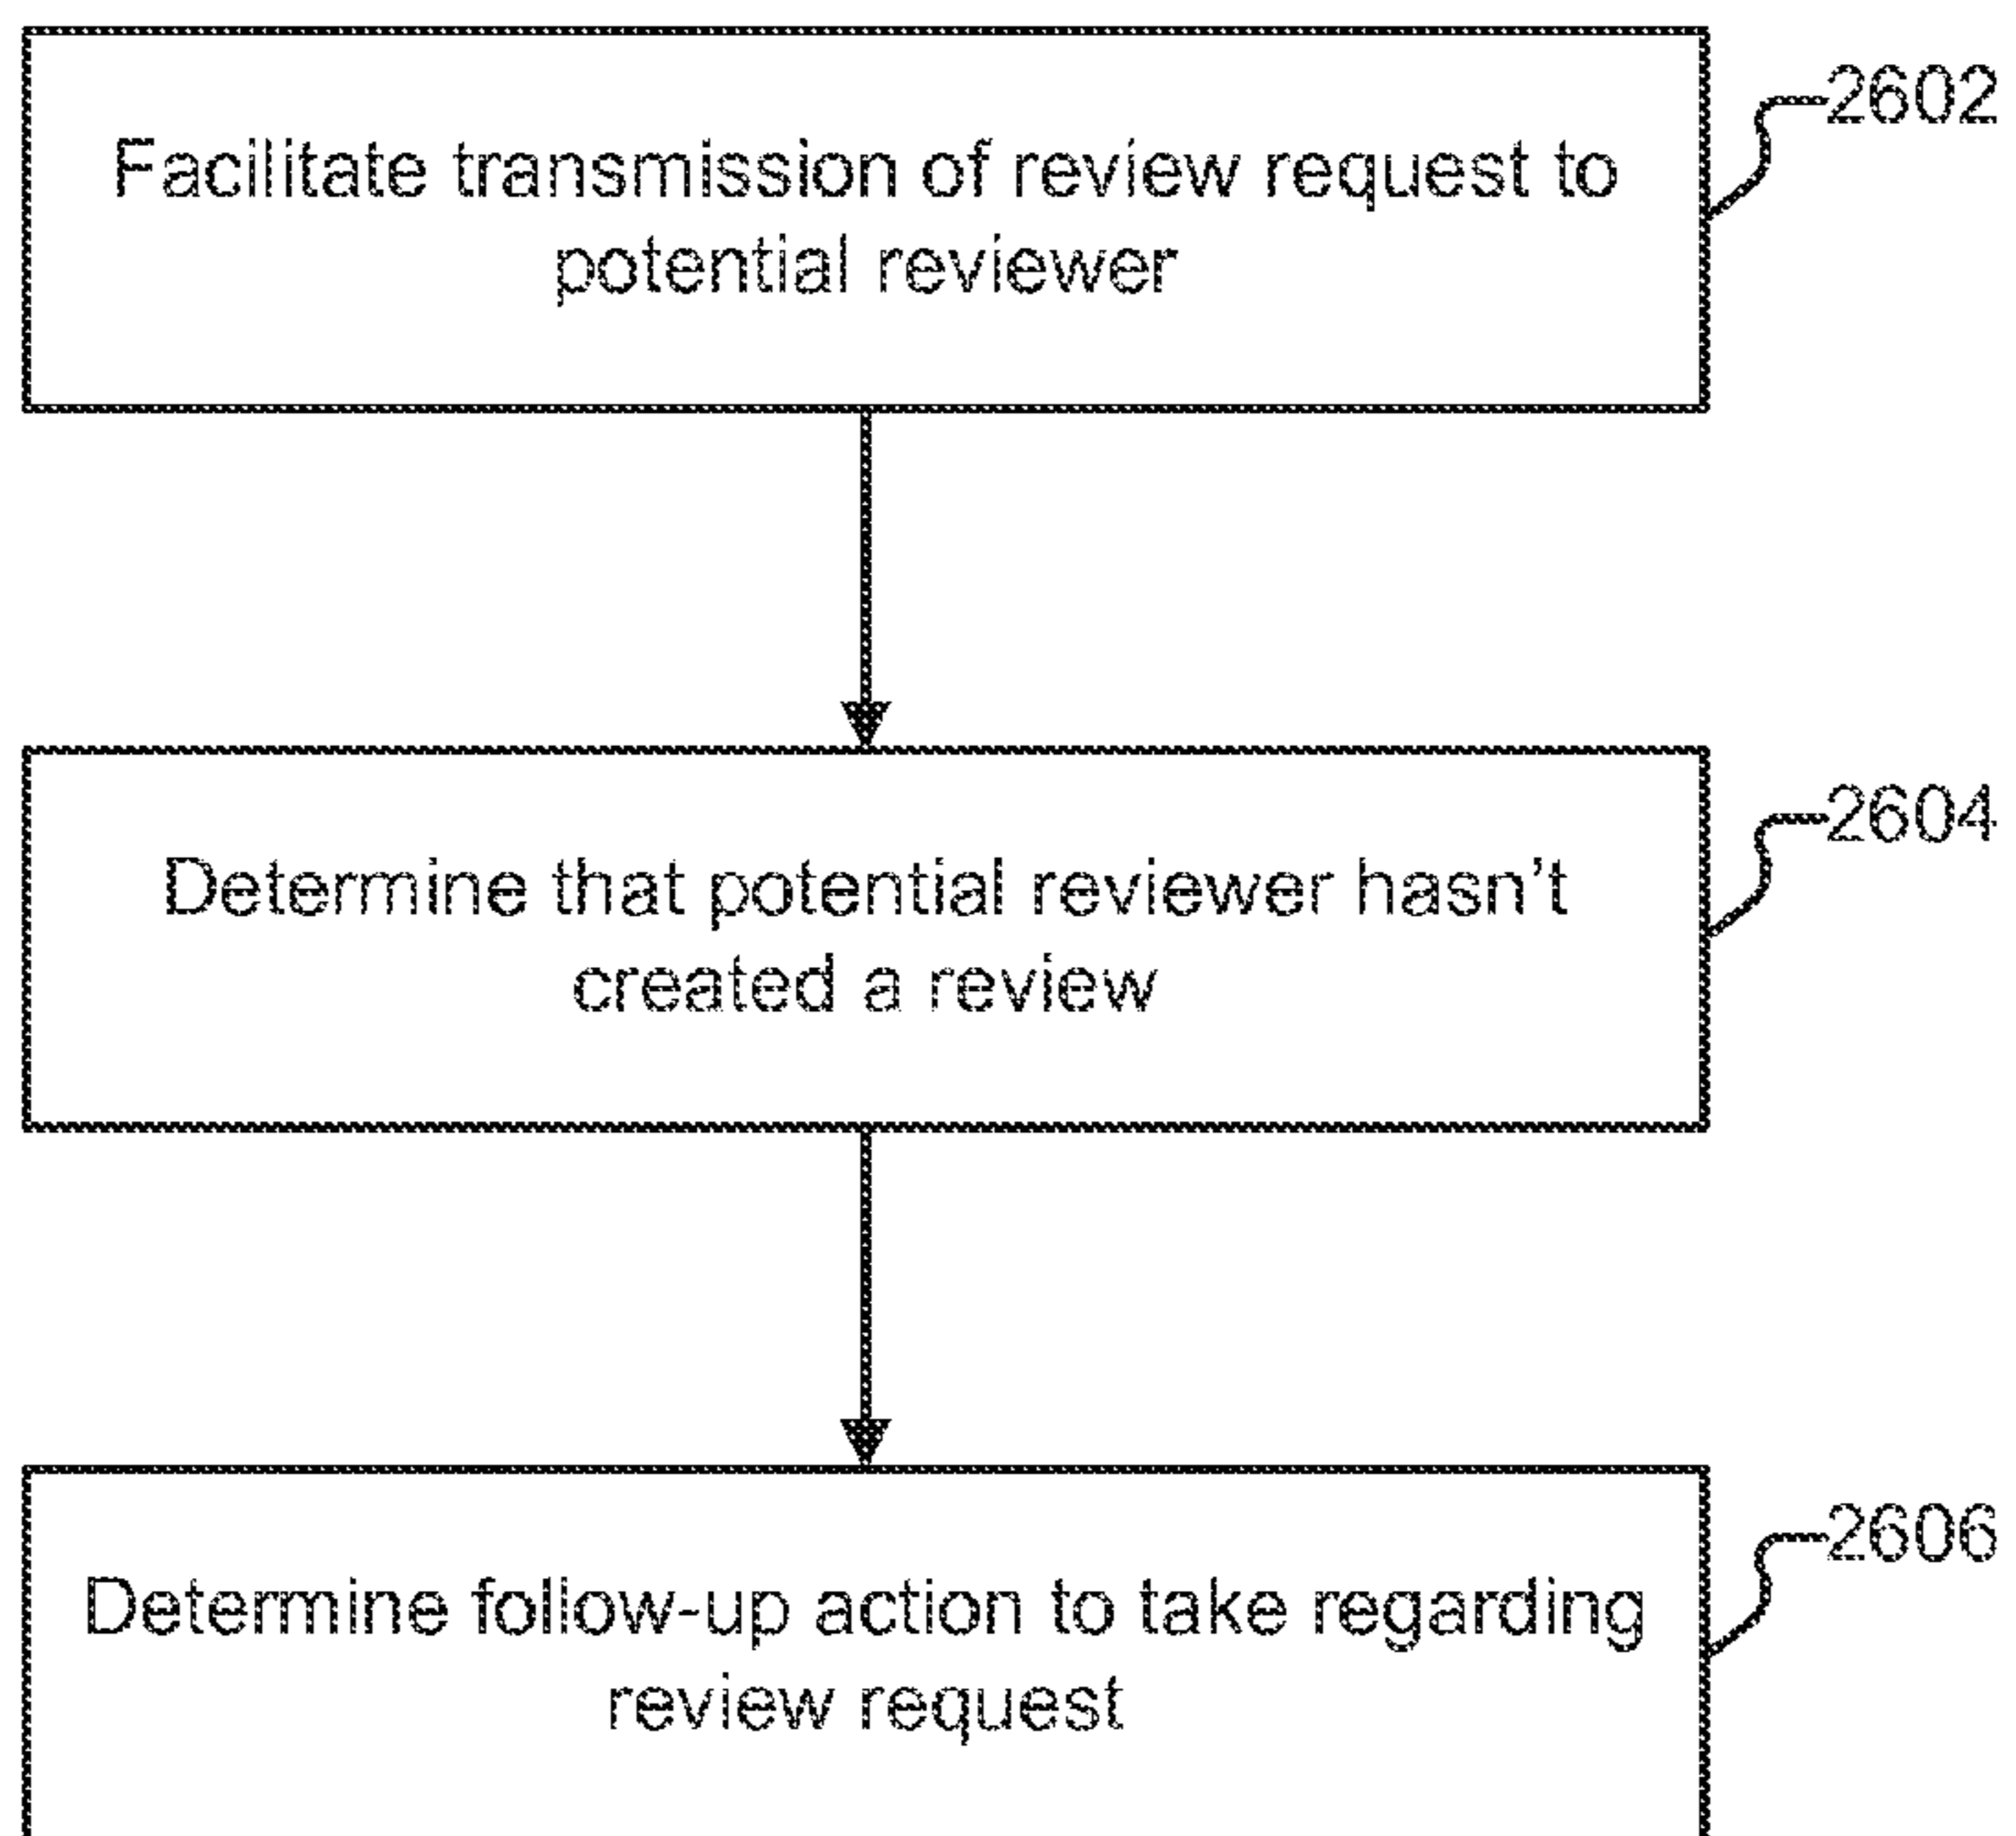 Facilitate transmission of review request to
potential reviewer
2602
Determine that potential reviewer hasn’t
created a review
2604
Determine follow-up action to take regarding
review request
2606